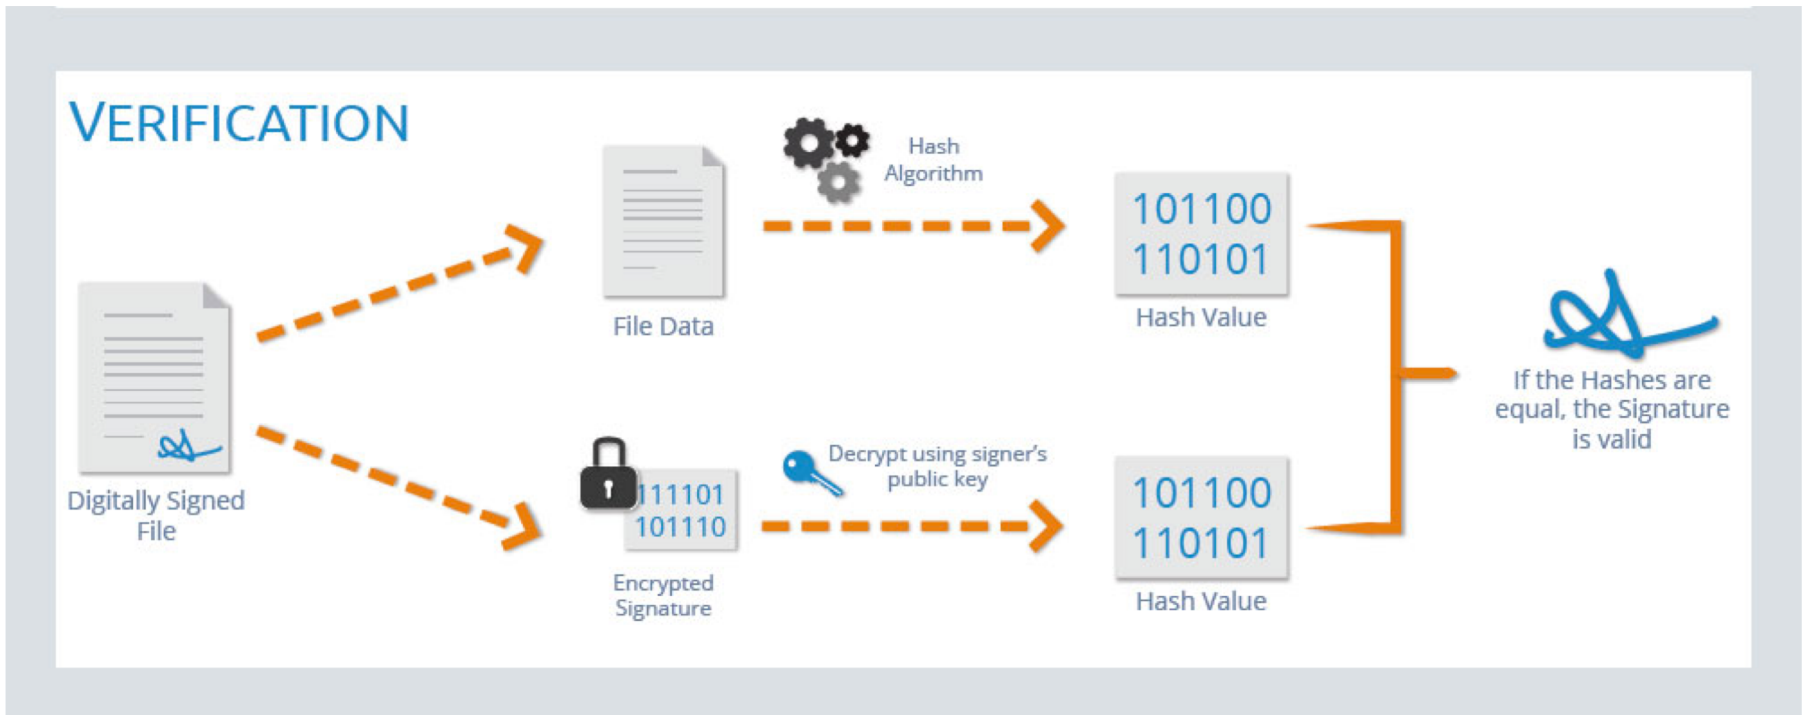 VERIFICATION
Hash
Algorithm
101100
110101
Hash Value
File Data
If the Hashes are
equal, the Signature
is valid
Digitally Signed
File
111101
101110
Encrypted
Signature
Decrypt using signer's
public key
101100
110101
Hash Value